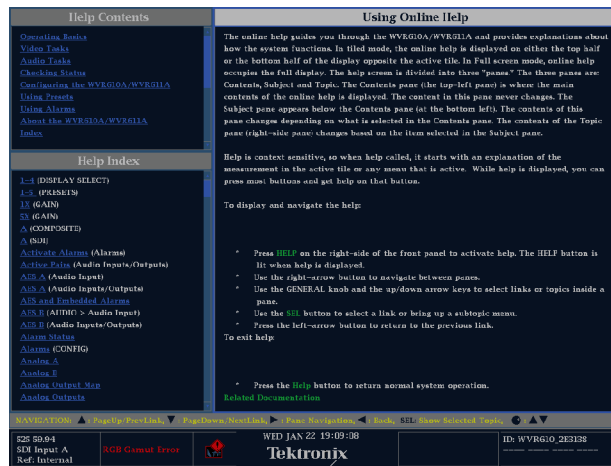 Help Contents
Operating Basics
Video Tasks
Audio Tasks
Checking Status
Configuring the WVR610A/WVR611A
Using Presets
Using Alarms
About the WVR610A/WVR611A
Index
Help Index
1-4 (DISPLAY SELECT)
1-5 (PRESETS)
1X (GAIN)
5X (GAIN)
A (COMPOSITE)
A (SDI)
Activate Alarms (Alarms)
Active Pairs (Audio Inputs/Outputs)
AES A (Audio Input)
AES A (Audio Inputs/Outputs)
AES and Embedded Alarms
AES B (AUDIO > Audio Input)
AES B (Audio Inputs/Outputs)
Alarm Status
Alarms (CONFIG)
Analog A
Analog B
Analog Output Map
Analog Outputs
Using Online Help
The online help guides you through the WVR610A/WVR611A and provides explanations about
how the system functions. In tiled mode, the online help is displayed on either the top half
or the bottom half of the display opposite the active tile. In Full screen mode, online help
occupies the full display. The help screen is divided into three "panes." The three panes are:
Contents, Subject and Topic. The Contents pane (the top-left pane) is where the main
contents of the online help is displayed. The content in this pane never changes. The
Subject pane appears below the Contents pane (at the bottom left). The contents of this
pane changes depending on what is selected in the Contents pane. The contents of the Topic
pane (right-side pane) changes based on the item selected in the Subject pane.
Help is context sensitive, so when help called, it starts with an explanation of the
measurement in the active tile or any menu that is active. While help is displayed, you can
press most buttons and get help on that button.
To display and navigate the help:
" Press HELP on the right-side of the front panel to activate help. The HELP button is
lit when help is displayed.
" Use the right-arrow button to navigate between panes.
" Use the GENERAL knob and the up/down arrow keys to select links or topics inside a
pane.
" Use the SEL button to select a link or bring up a subtopic menu.
" Press the left-arrow button to return to the previous link.
To exit help:
" Press the Help button to return normal system operation.
Related Documentation
NAVIGATION: ▲: PageUp/PrevLink, ▼: PageDown/NextLink, ►: Pane Navigation, ◄: Back, SEL: Show Selected Topic, : ▲▼
525 59.94
SDI Input A
Ref: Internal
RGB Gamut Error
WED JAN 22 19:09:08
Tektronix
ID: WVR610_2E3138
---- ---- ---- ----